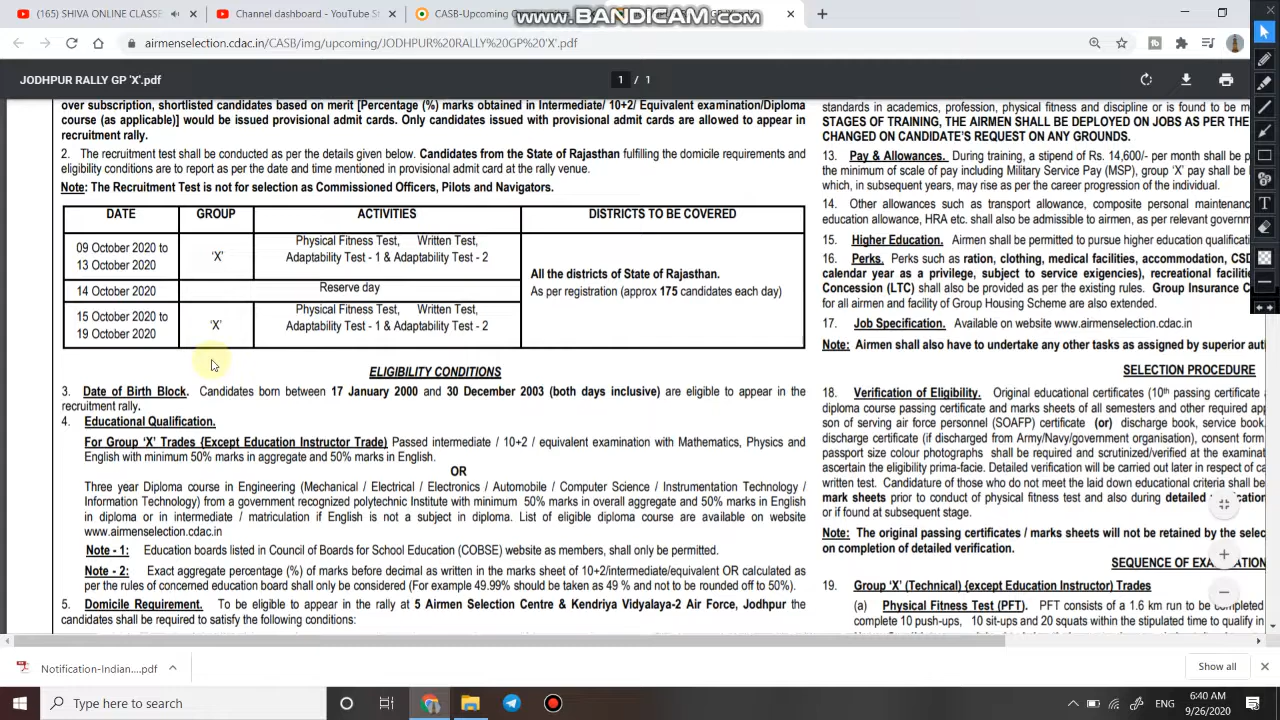 (165) SHIVA ONLINE CLASSE
Channel dashboard - YouTube S
CASB-Upcoming
www.BANDICAM.com
airmenselection.cdac.in/CASB/img/upcoming/JODHPUR%20RALLY%20GP%20'X'.pdf
JODHPUR RALLY GP 'X'.pdf
1 / 1
over subscription, shortlisted candidates based on merit [Percentage (%) marks obtained in Intermediate/ 10+2/ Equivalent examination/Diploma
course (as applicable)] would be issued provisional admit cards. Only candidates issued with provisional admit cards are allowed to appear in
recruitment rally.
2. The recruitment test shall be conducted as per the details given below. Candidates from the State of Rajasthan fulfilling the domicile requirements and
eligibility conditions are to report as per the date and time mentioned in provisional admit card at the rally venue.
Note: The Recruitment Test is not for selection as Commissioned Officers, Pilots and Navigators.
DATE GROUP ACTIVITIES DISTRICTS TO BE COVERED
09 October 2020 to
13 October 2020
'X'
Physical Fitness Test, Written Test,
Adaptability Test - 1 & Adaptability Test - 2
14 October 2020
Reserve day
15 October 2020 to
19 October 2020
'X'
Physical Fitness Test, Written Test,
Adaptability Test - 1 & Adaptability Test - 2
All the districts of State of Rajasthan.
As per registration (approx 175 candidates each day)
ELIGIBILITY CONDITIONS
3. Date of Birth Block. Candidates born between 17 January 2000 and 30 December 2003 (both days inclusive) are eligible to appear in the
recruitment rally.
4. Educational Qualification.
For Group 'X' Trades {Except Education Instructor Trade) Passed intermediate / 10+2 / equivalent examination with Mathematics, Physics and
English with minimum 50% marks in aggregate and 50% marks in English.
OR
Three year Diploma course in Engineering (Mechanical / Electrical / Electronics / Automobile / Computer Science / Instrumentation Technology /
Information Technology) from a government recognized polytechnic Institute with minimum 50% marks in overall aggregate and 50% marks in English
in diploma or in intermediate / matriculation if English is not a subject in diploma. List of eligible diploma course are available on website
www.airmenselection.cdac.in
Note - 1: Education boards listed in Council of Boards for School Education (COBSE) website as members, shall only be permitted.
Note - 2: Exact aggregate percentage (%) of marks before decimal as written in the marks sheet of 10+2/intermediate/equivalent OR calculated as
per the rules of concerned education board shall only be considered (For example 49.99% should be taken as 49 % and not to be rounded off to 50%).
5. Domicile Requirement. To be eligible to appear in the rally at 5 Airmen Selection Centre & Kendriya Vidyalaya-2 Air Force, Jodhpur the
candidates shall be required to satisfy the following conditions:
standards in academics, profession, physical fitness and discipline or is found to be m
STAGES OF TRAINING, THE AIRMEN SHALL BE DEPLOYED ON JOBS AS PER THE
CHANGED ON CANDIDATE'S REQUEST ON ANY GROUNDS.
13. Pay & Allowances. During training, a stipend of Rs. 14,600/- per month shall be p
the minimum of scale of pay including Military Service Pay (MSP), group 'X' pay shall be
which, in subsequent years, may rise as per the career progression of the individual.
14. Other allowances such as transport allowance, composite personal maintenanc
education allowance, HRA etc. shall also be admissible to airmen, as per relevant governm
15. Higher Education. Airmen shall be permitted to pursue higher education qualificat
16. Perks. Perks such as ration, clothing, medical facilities, accommodation, CSD
calendar year as a privilege, subject to service exigencies), recreational faciliti
Concession (LTC) shall also be provided as per the existing rules. Group Insurance C
for all airmen and facility of Group Housing Scheme are also extended.
17. Job Specification. Available on website www.airmenselection.cdac.in
Note: Airmen shall also have to undertake any other tasks as assigned by superior aut
SELECTION PROCEDURE
18. Verification of Eligibility. Original educational certificates (10th passing certificate
diploma course passing certificate and marks sheets of all semesters and other required app
son of serving air force personnel (SOAFP) certificate (or) discharge book, service book,
discharge certificate (if discharged from Army/Navy/government organisation), consent form
passport size colour photographs shall be required and scrutinized/verified at the examinat
ascertain the eligibility prima-facie. Detailed verification will be carried out later in respect of ca
written test. Candidature of those who do not meet the laid down educational criteria shall be
mark sheets prior to conduct of physical fitness test and also during detailed
or if found at subsequent stage.
Note: The original passing certificates / mark sheets will not be retained by the selec
on completion of detailed verification.
SEQUENCE OF EXAMINATION
19. Group 'X' (Technical) {except Education Instructor) Trades
(a) Physical Fitness Test (PFT). PFT consists of a 1.6 km run to be completed
complete 10 push-ups, 10 sit-ups and 20 squats within the stipulated time to qualify in
Notification-Indian....pdf
Show all
Type here to search
ENG
6:40 AM
9/26/2020